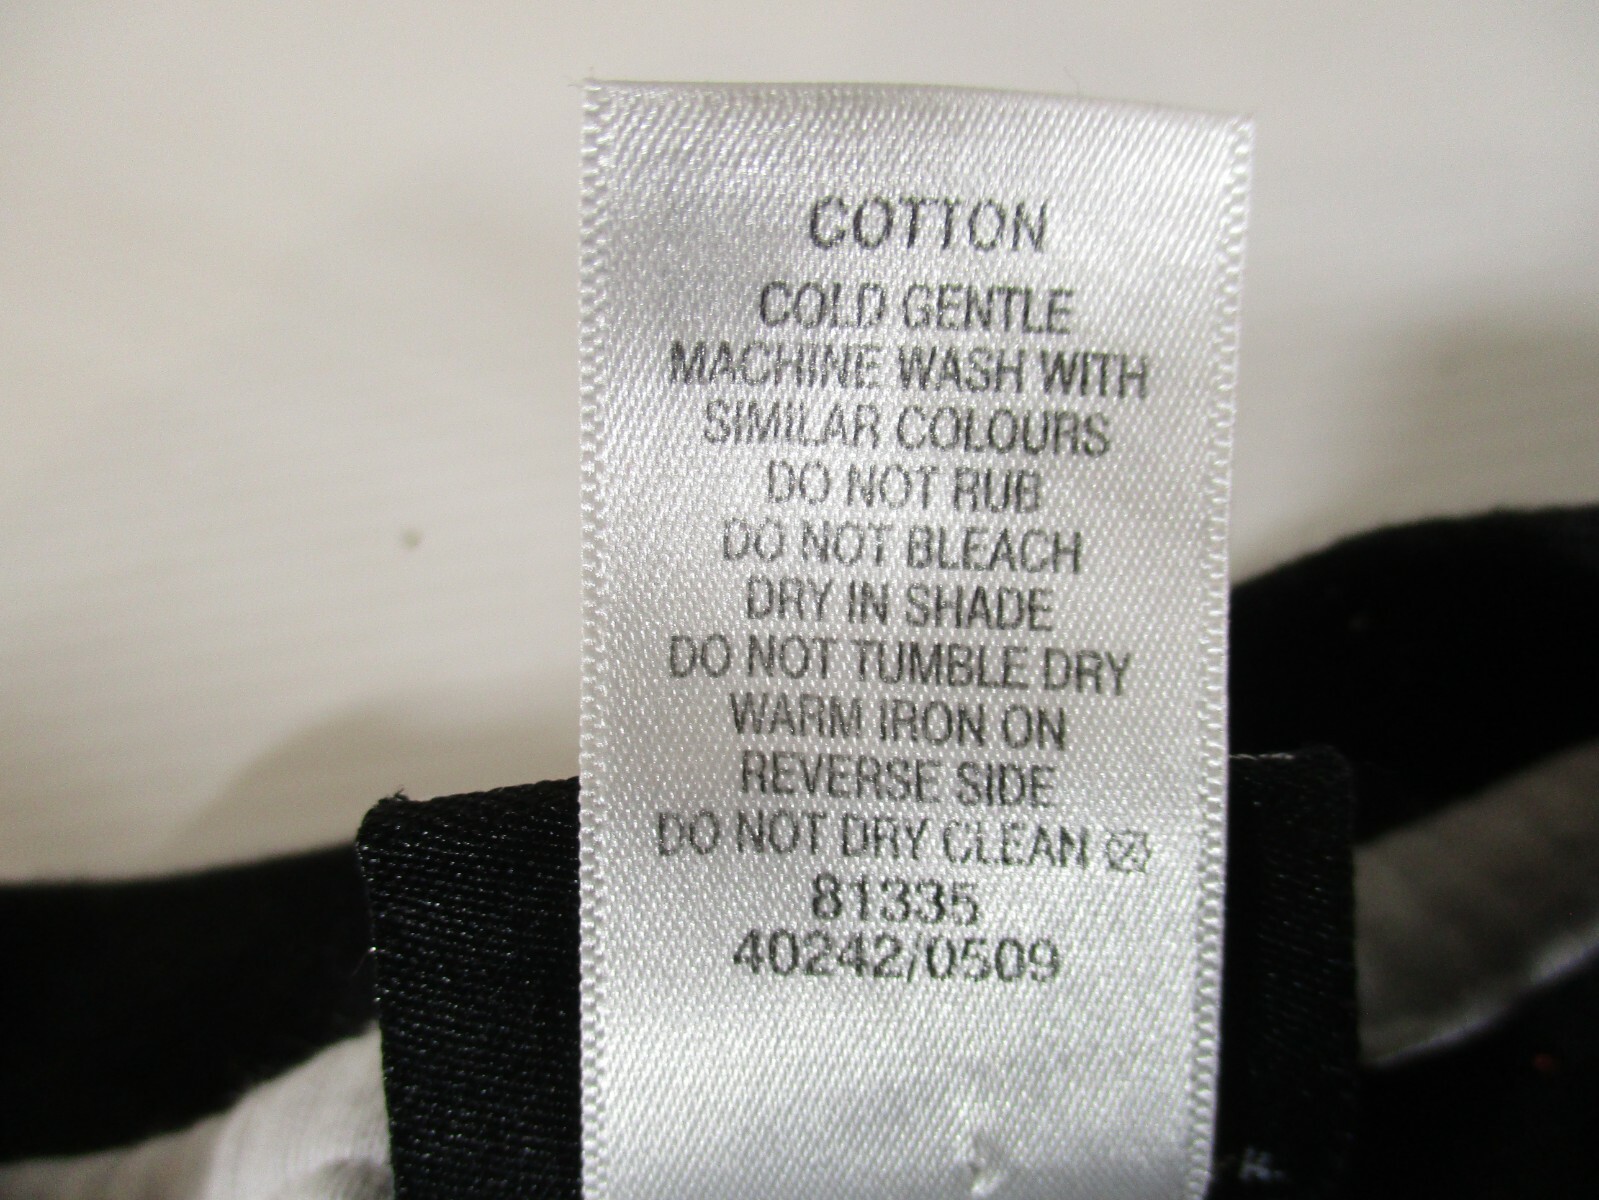 COTTON
COLD GENTLE
MACHINE WASH WITH
SIMILAR COLOURS
DO NOT RUB
DO NOT BLEACH
DRY IN SHADE
DO NOT TUMBLE DRY
WARM IRON ON
REVERSE SIDE
DO NOT DRY CLEAN
81335
40242/0509